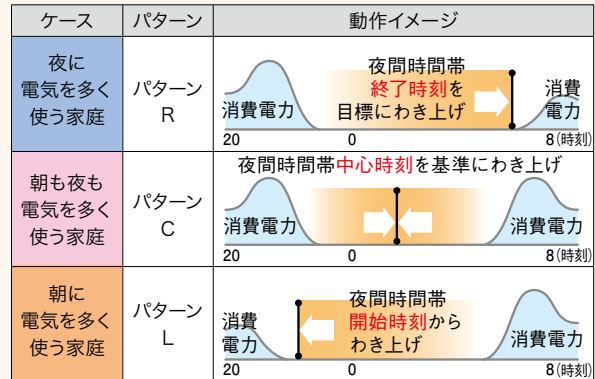 ケース
パターン
動作イメージ
夜に
電気を多く
使う家庭
パターン
R
夜間時間帯
終了時刻を
目標にわき上げ
消費電力
消費
電力
20
0
8(時刻)
朝も夜も
電気を多く
使う家庭
パターン
C
夜間時間帯中心時刻を基準にわき上げ
消費電力
消費電力
20
0
8(時刻)
朝に
電気を多く
使う家庭
パターン
L
消費
電力
夜間時間帯
開始時刻から
わき上げ
消費電力
20
0
8(時刻)